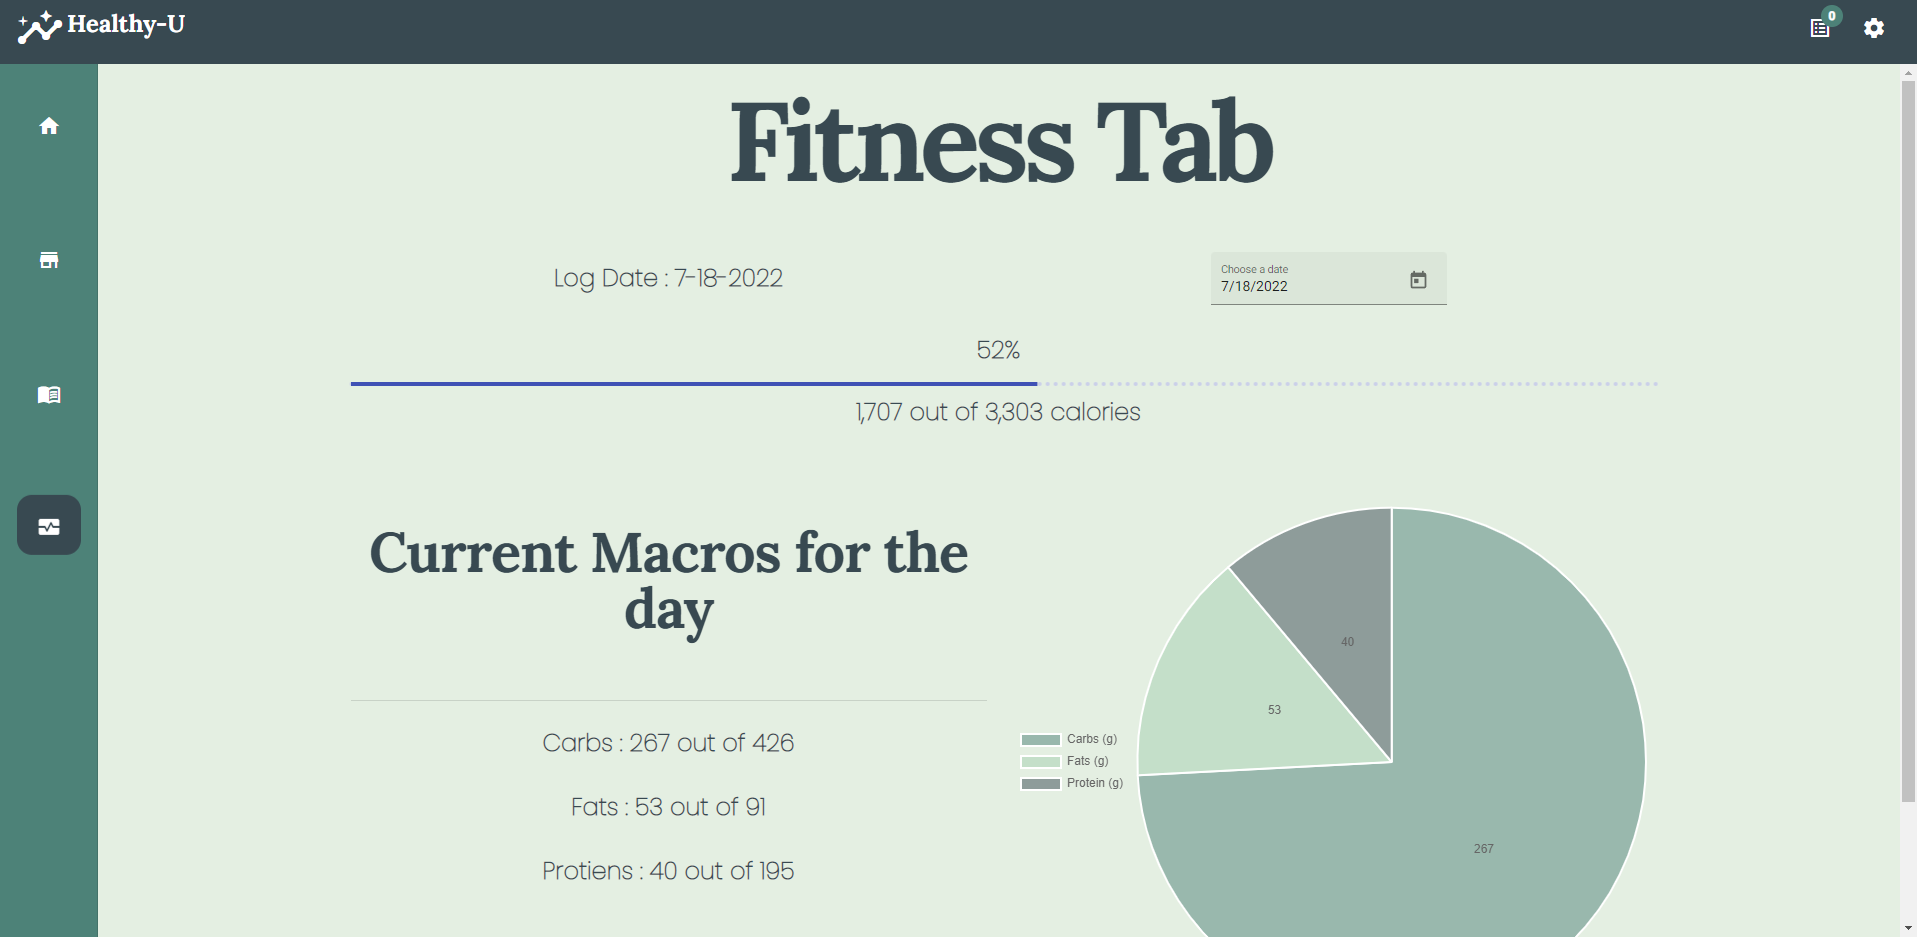 Healthy-U
0
Fitness Tab
Log Date : 7-18-2022
Choose a date
7/18/2022
52%
1,707 out of 3,303 calories
Current Macros for the
day
Carbs : 267 out of 426
Fats : 53 out of 91
Protiens : 40 out of 195
Carbs (g)
Fats (g)
Protein (g)
40
53
267